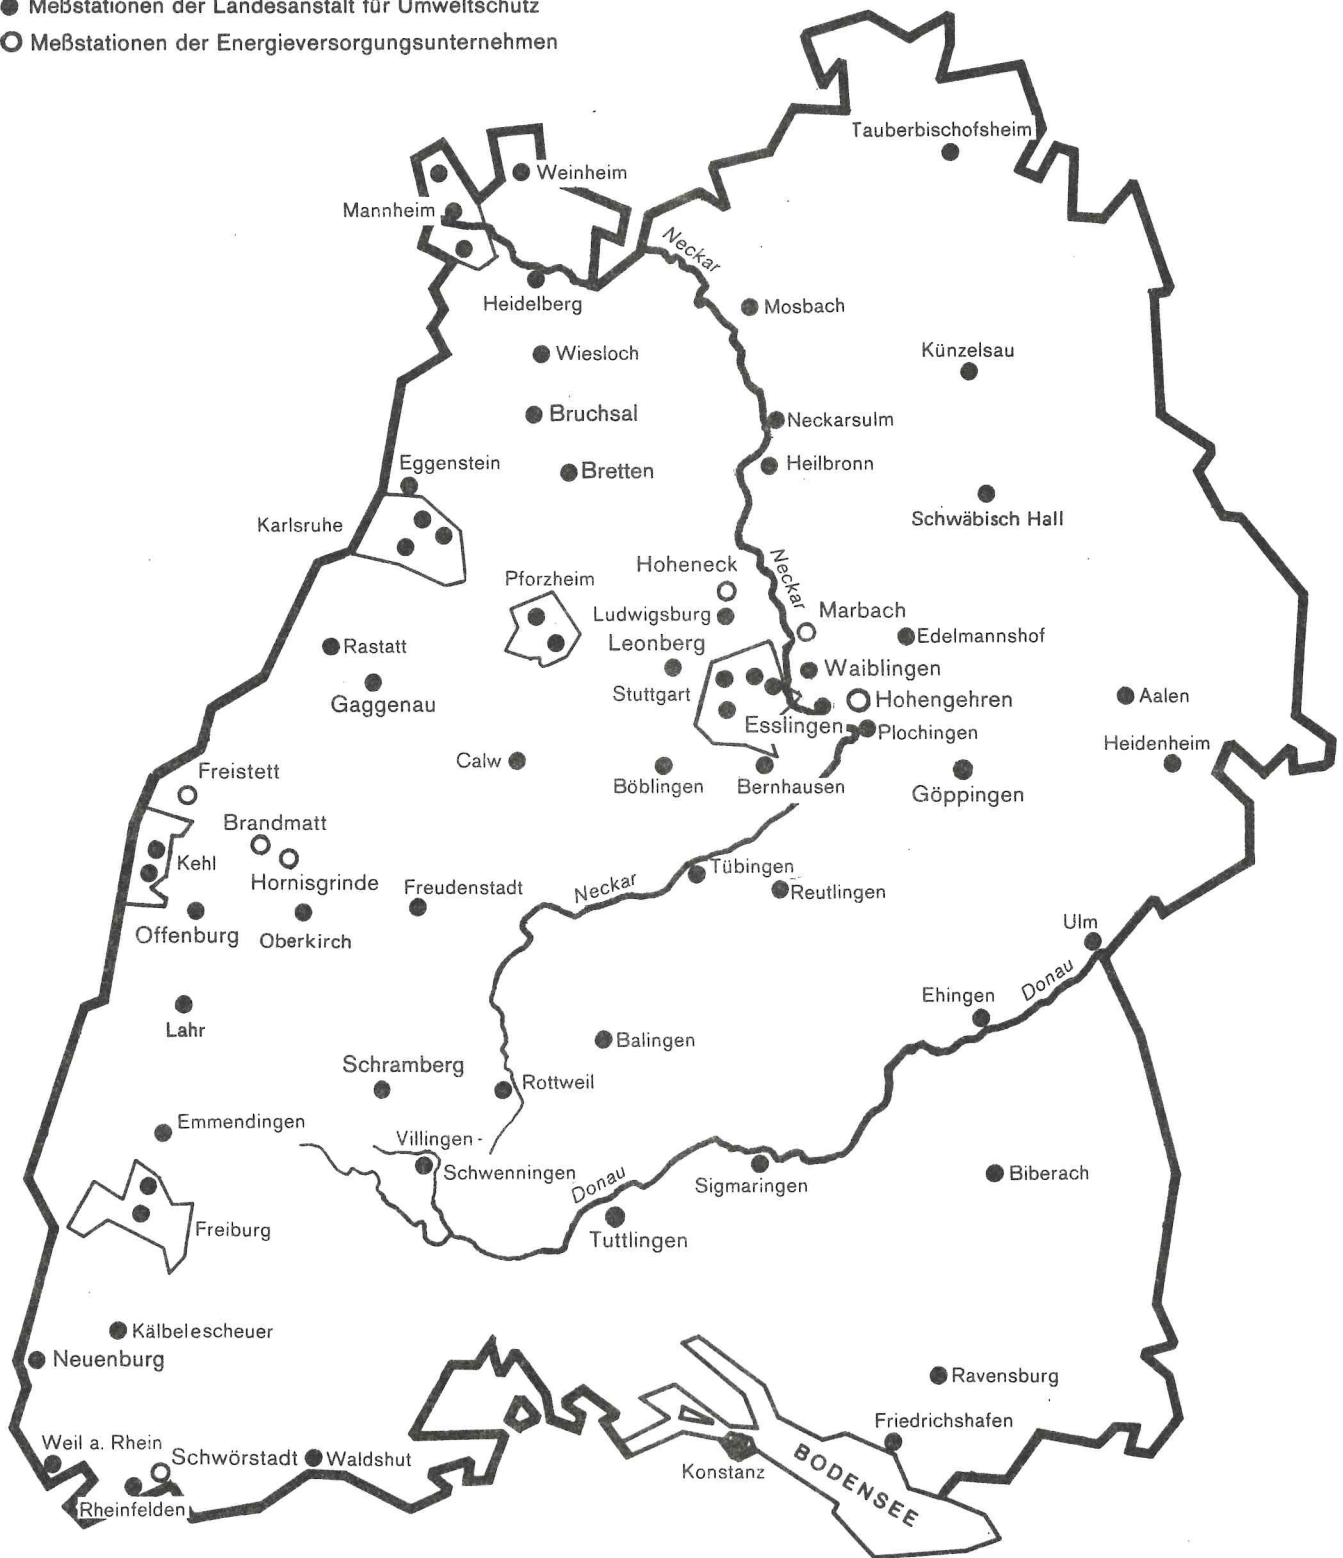 Meßstationen der Landesanstalt für Umweltschutz
Meßstationen der Energieversorgungsunternehmen
Tauberbischofsheim
Weinheim
Mannheim
Neckar
Heidelberg
Mosbach
Wiesloch
Künzelsau
Bruchsal
Neckarsulm
Eggenstein
Bretten
Heilbronn
Karlsruhe
Schwäbisch Hall
Hoheneck
Neckar
Pforzheim
Ludwigsburg
Marbach
Leonberg
Edelmannshof
Rastatt
Waiblingen
Stuttgart
Gaggenau
Hohengehren
Aalen
Esslingen
Plochingen
Heidenheim
Calw
Freistett
Böblingen
Bernhausen
Göppingen
Brandmatt
Kehl
Tübingen
Hornisgrinde
Freudenstadt
Neckar
Reutlingen
Offenburg
Oberkirch
Ulm
Donau
Ehingen
Lahr
Balingen
Schramberg
Rottweil
Emmendingen
Villingen -
Schwenningen
Donau
Sigmaringen
Biberach
Freiburg
Tuttlingen
Kälbelescheuer
Neuenburg
Ravensburg
Friedrichshafen
Weil a. Rhein
Schwörstadt
Waldshut
Konstanz
BODENSEE
Rheinfelden